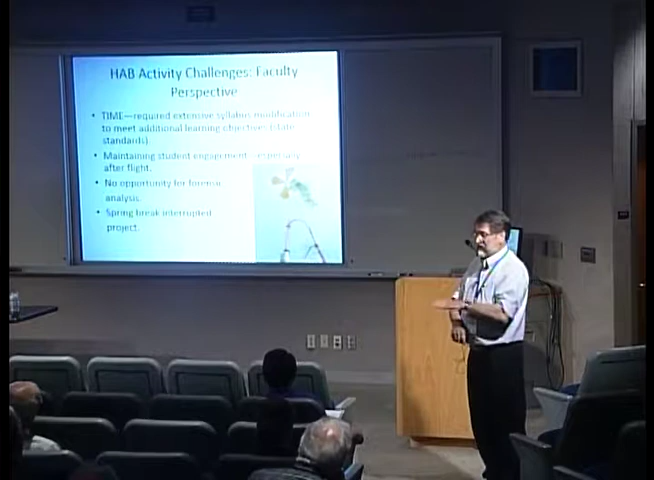 HAB Activity Challenges: Faculty
Perspective
• TIME—required extensive syllabus modification
to meet additional learning objectives (state
standards).
• Maintaining student engagement, especially
after flight.
• No opportunity for forensic
analysis.
• Spring break interrupted
project.